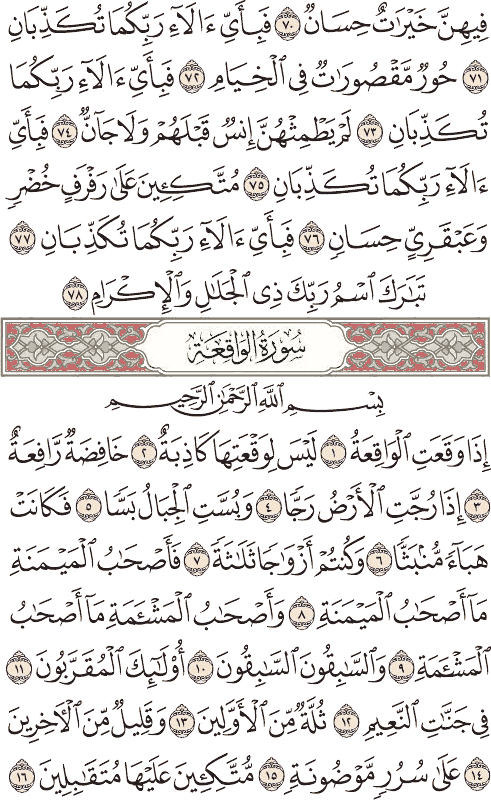 فِيهِنَّ خَيْرَٰتٌ حِسَانٌ ٧٠ فَبِأَيِّ ءَالَآءِ رَبِّكُمَا تُكَذِّبَانِ
٧١ حُورٌ مَّقْصُورَٰتٌ فِي ٱلْخِيَامِ ٧٢ فَبِأَيِّ ءَالَآءِ رَبِّكُمَا
تُكَذِّبَانِ ٧٣ لَمْ يَطْمِثْهُنَّ إِنسٌ قَبْلَهُمْ وَلَا جَآنٌّ ٧٤ فَبِأَيِّ
ءَالَآءِ رَبِّكُمَا تُكَذِّبَانِ ٧٥ مُتَّكِـِٔينَ عَلَىٰ رَفْرَفٍ خُضْرٍ
وَعَبْقَرِيٍّ حِسَانٍ ٧٦ فَبِأَيِّ ءَالَآءِ رَبِّكُمَا تُكَذِّبَانِ ٧٧
تَبَٰرَكَ ٱسْمُ رَبِّكَ ذِي ٱلْجَلَٰلِ وَٱلْإِكْرَامِ ٧٨
سُورَةُ الوَاقِعَةِ
بِسْمِ ٱللَّهِ ٱلرَّحْمَٰنِ ٱلرَّحِيمِ
إِذَا وَقَعَتِ ٱلْوَاقِعَةُ ١ لَيْسَ لِوَقْعَتِهَا كَاذِبَةٌ ٢ خَافِضَةٌ رَّافِعَةٌ
٣ إِذَا رُجَّتِ ٱلْأَرْضُ رَجًّا ٤ وَبُسَّتِ ٱلْجِبَالُ بَسًّا ٥ فَكَانَتْ
هَبَآءً مُّنۢبَثًّا ٦ وَكُنتُمْ أَزْوَٰجًا ثَلَٰثَةً ٧ فَأَصْحَٰبُ ٱلْمَيْمَنَةِ
مَآ أَصْحَٰبُ ٱلْمَيْمَنَةِ ٨ وَأَصْحَٰبُ ٱلْمَشْـَٔمَةِ مَآ أَصْحَٰبُ
ٱلْمَشْـَٔمَةِ ٩ وَٱلسَّٰبِقُونَ ٱلسَّٰبِقُونَ ١٠ أُو۟لَٰٓئِكَ ٱلْمُقَرَّبُونَ ١١
فِي جَنَّٰتِ ٱلنَّعِيمِ ١٢ ثُلَّةٌ مِّنَ ٱلْأَوَّلِينَ ١٣ وَقَلِيلٌ مِّنَ ٱلْءَاخِرِينَ
١٤ عَلَىٰ سُرُرٍ مَّوْضُونَةٍ ١٥ مُّتَّكِـِٔينَ عَلَيْهَا مُتَقَٰبِلِينَ ١٦